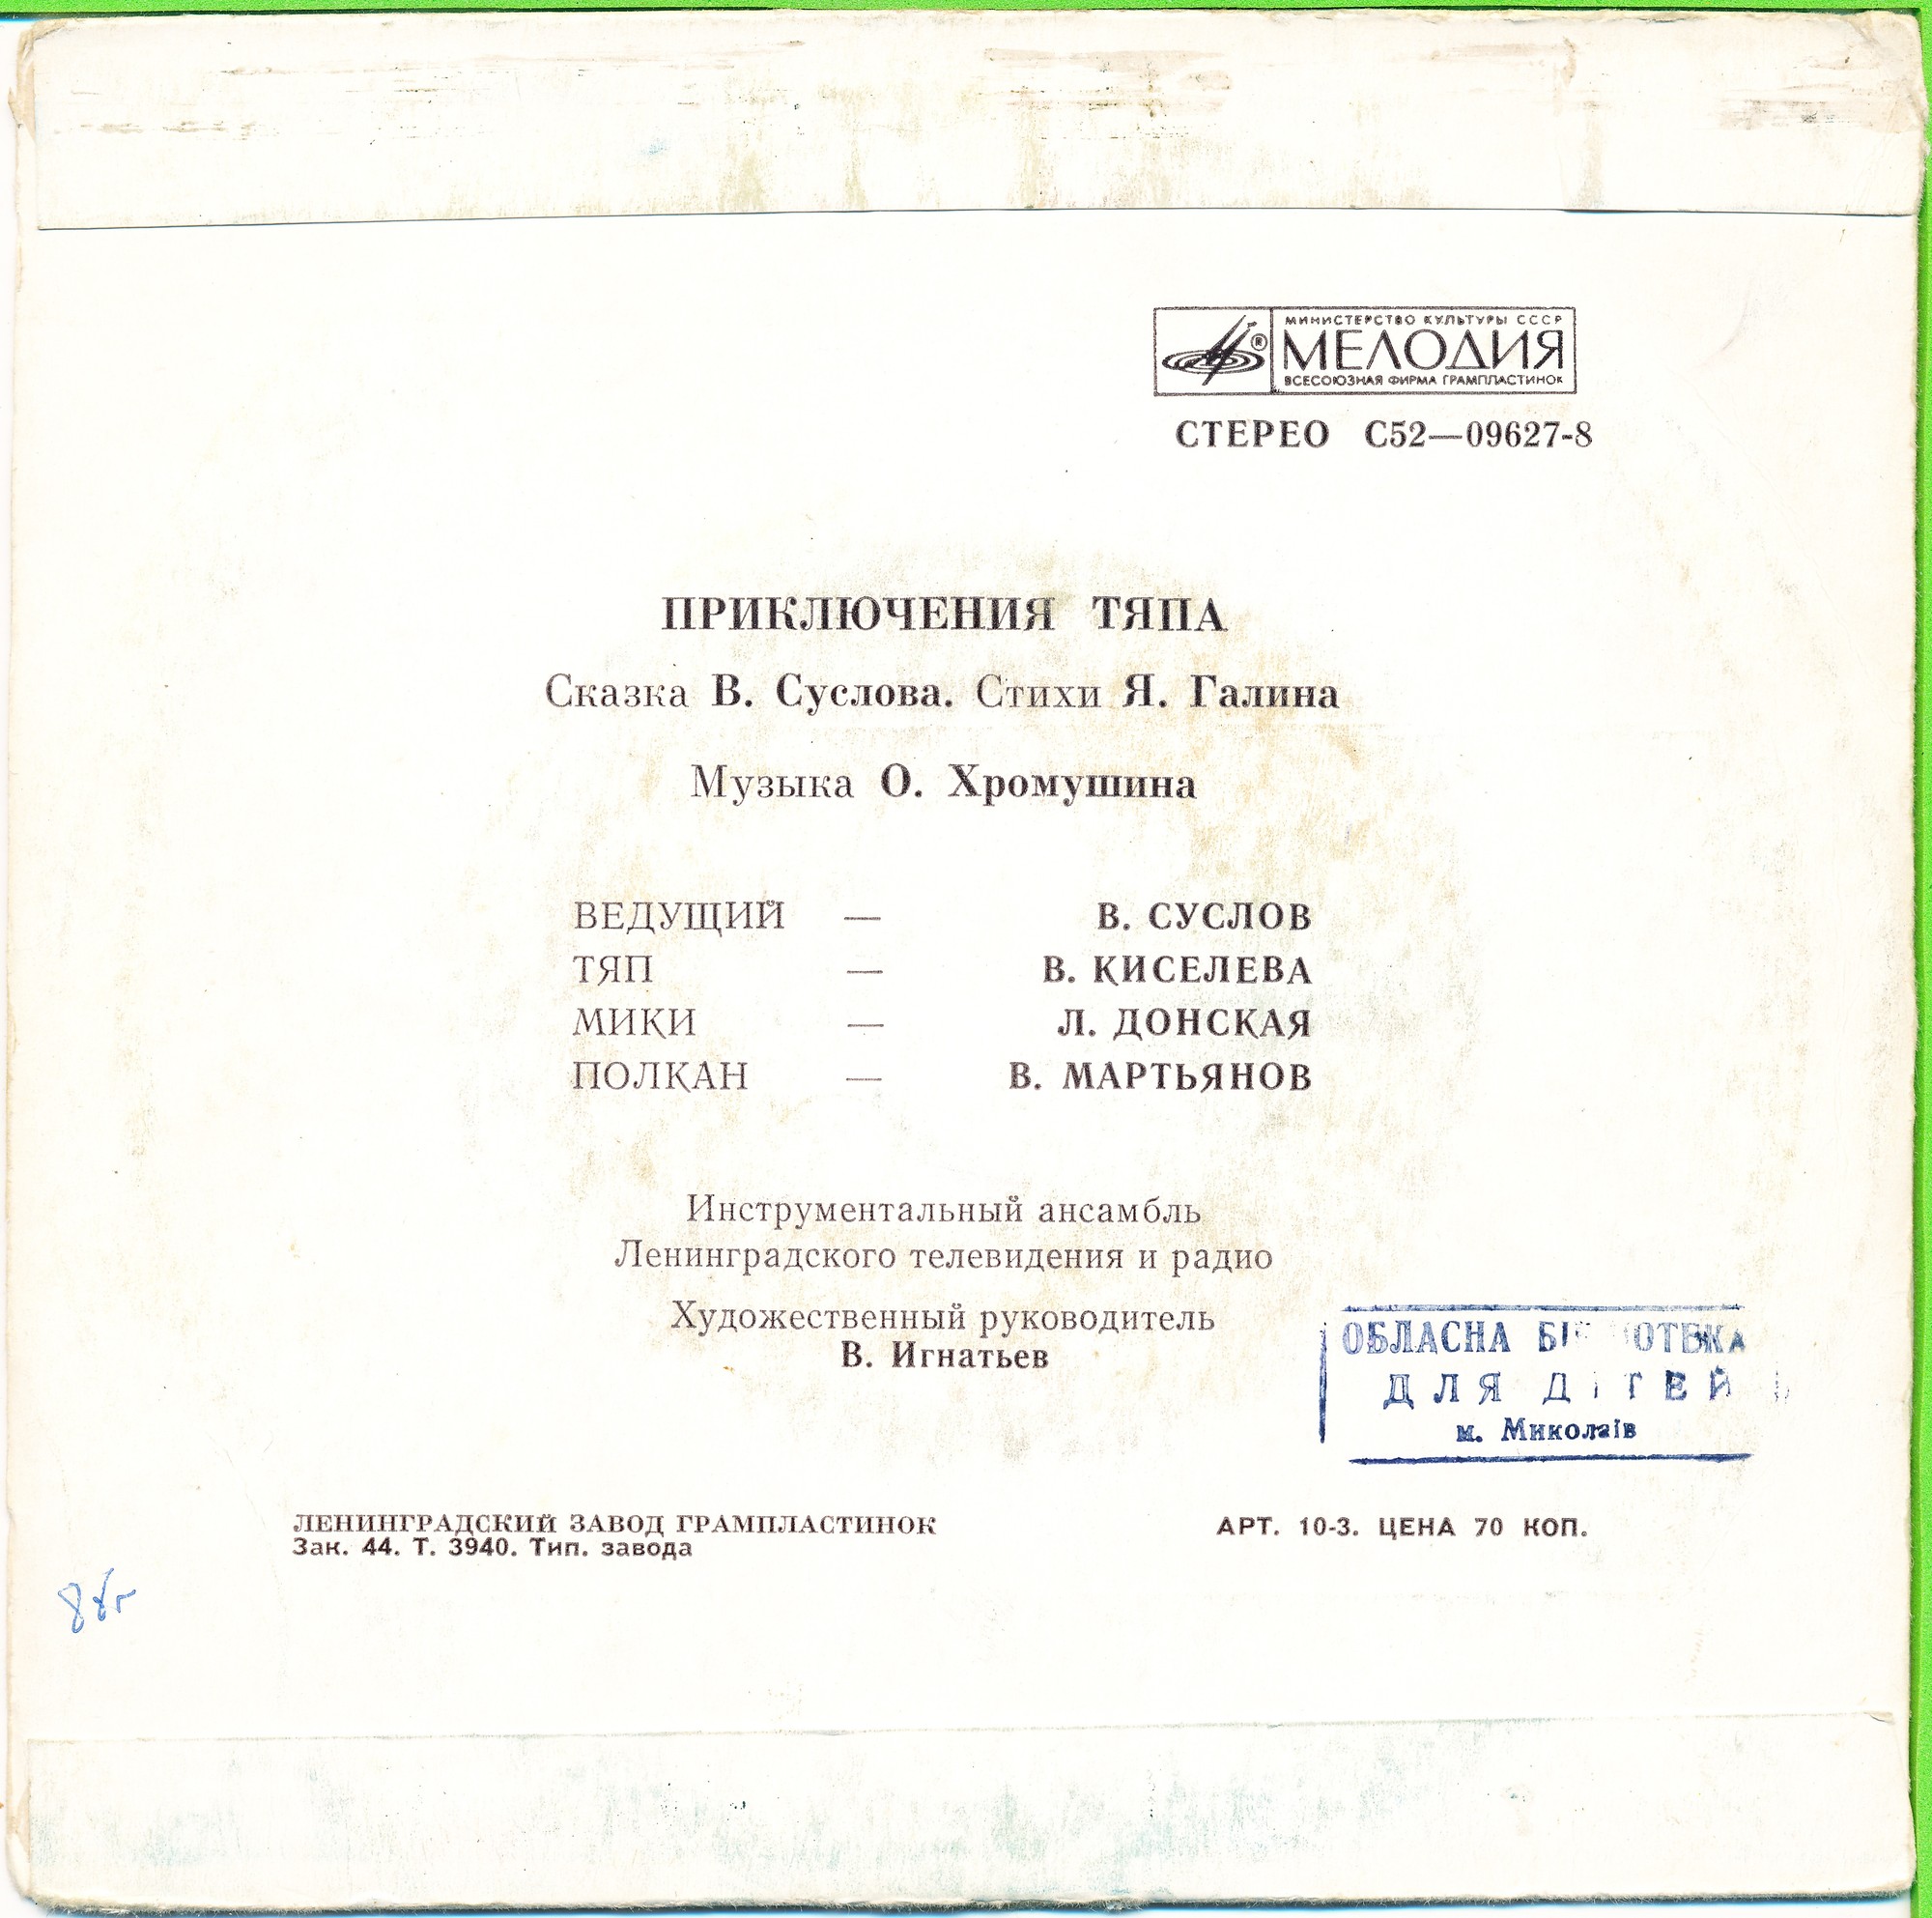 МИНИСТЕРСТВО КУЛЬТУРЫ СССР
МЕЛОДИЯ
ВСЕСОЮЗНАЯ ФИРМА ГРАМПЛАСТИНОК
СТЕРЕО С52—09627-8
ПРИКЛЮЧЕНИЯ ТЯПА
Сказка В. Суслова. Стихи Я. Галина
Музыка О. Хромушина
ВЕДУЩИЙ — В. СУСЛОВ
ТЯП — В. КИСЕЛЕВА
МИКИ — Л. ДОНСКАЯ
ПОЛКАН — В. МАРТЬЯНОВ
Инструментальный ансамбль
Ленинградского телевидения и радио
Художественный руководитель
В. Игнатьев
ОБЛАСНА
ДЛЯ ДІТЕЙ
м. Миколаїв
ЛЕНИНГРАДСКИЙ ЗАВОД ГРАМПЛАСТИНОК
Зак. 44. Т. 3940. Тип. завода
АРТ. 10-3. ЦЕНА 70 КОП.